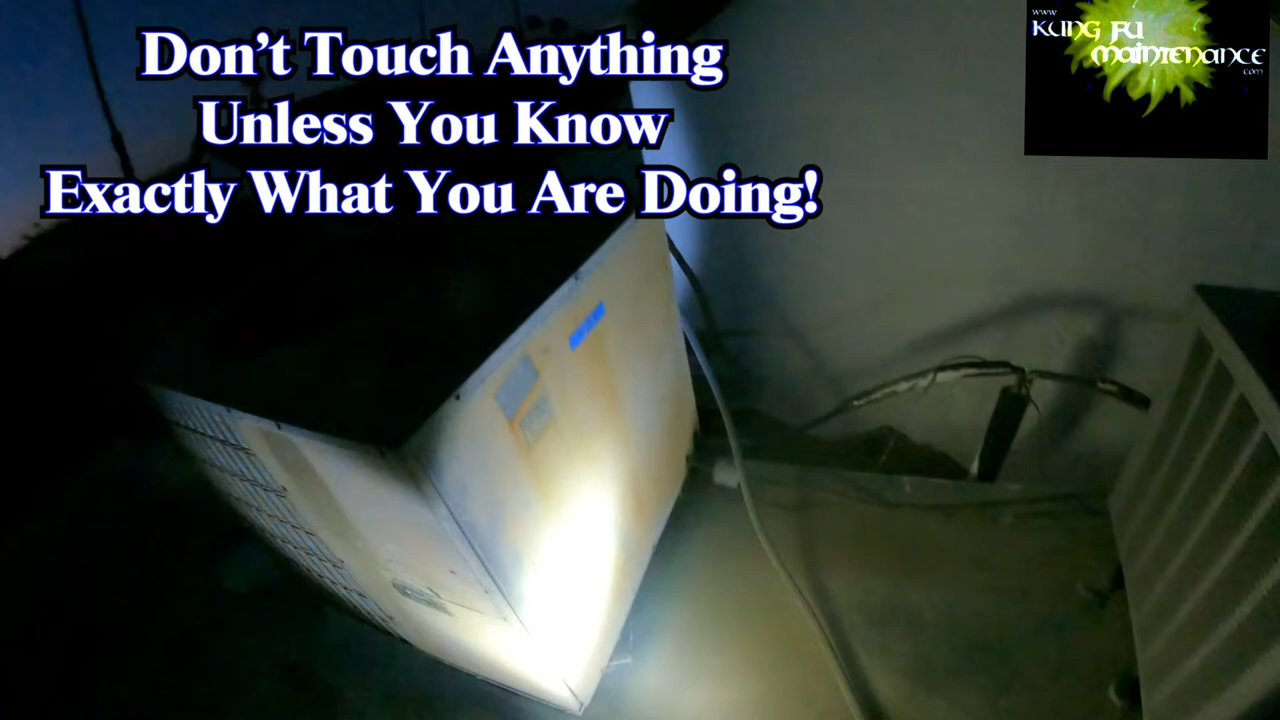 Don't Touch Anything
Unless You Know
Exactly What You Are Doing!
www
KUNG FU
MAINTENANCE
com